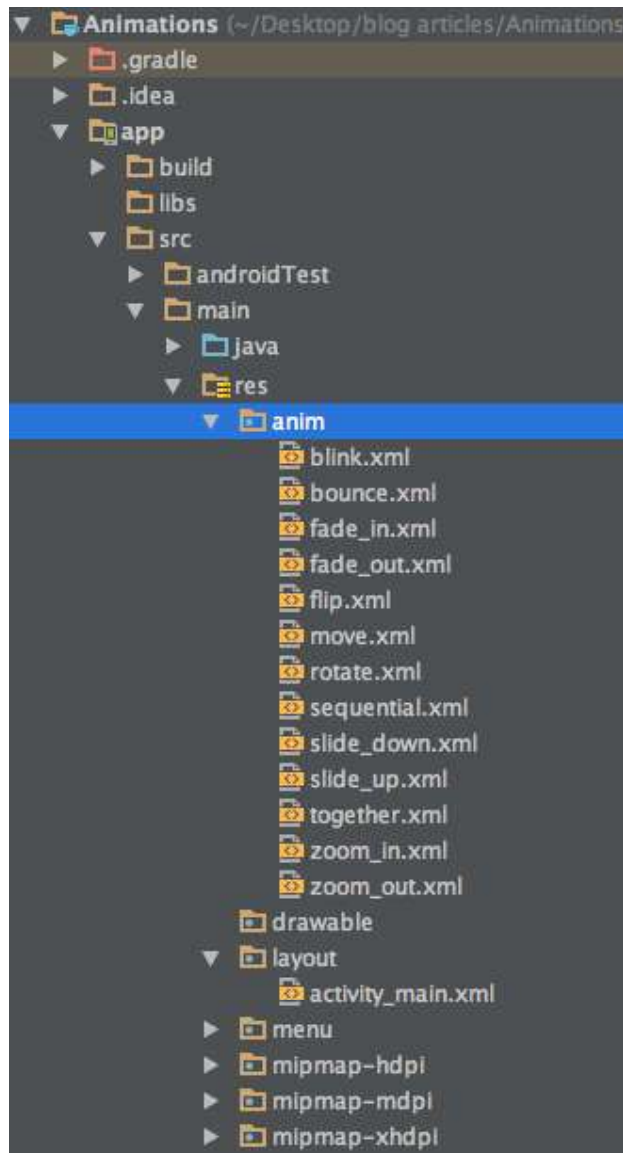 Animations (~/Desktop/blog articles/Animations
.gradle
.idea
app
build
libs
src
androidTest
main
java
res
anim
blink.xml
bounce.xml
fade_in.xml
fade_out.xml
flip.xml
move.xml
rotate.xml
sequential.xml
slide_down.xml
slide_up.xml
together.xml
zoom_in.xml
zoom_out.xml
drawable
layout
activity_main.xml
menu
mipmap-hdpi
mipmap-mdpi
mipmap-xhdpi